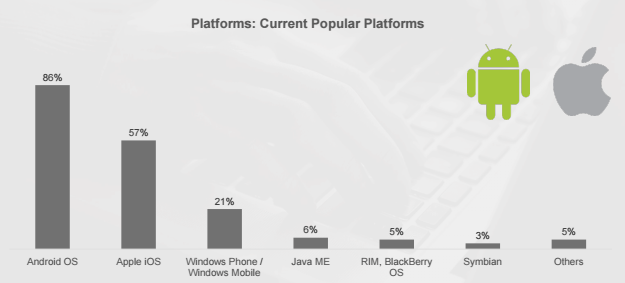 Platforms: Current Popular Platforms
86%
57%
21%
6%
5%
3%
5%
Android OS
Apple iOS
Windows Phone /
Windows Mobile
Java ME
RIM, BlackBerry
OS
Symbian
Others